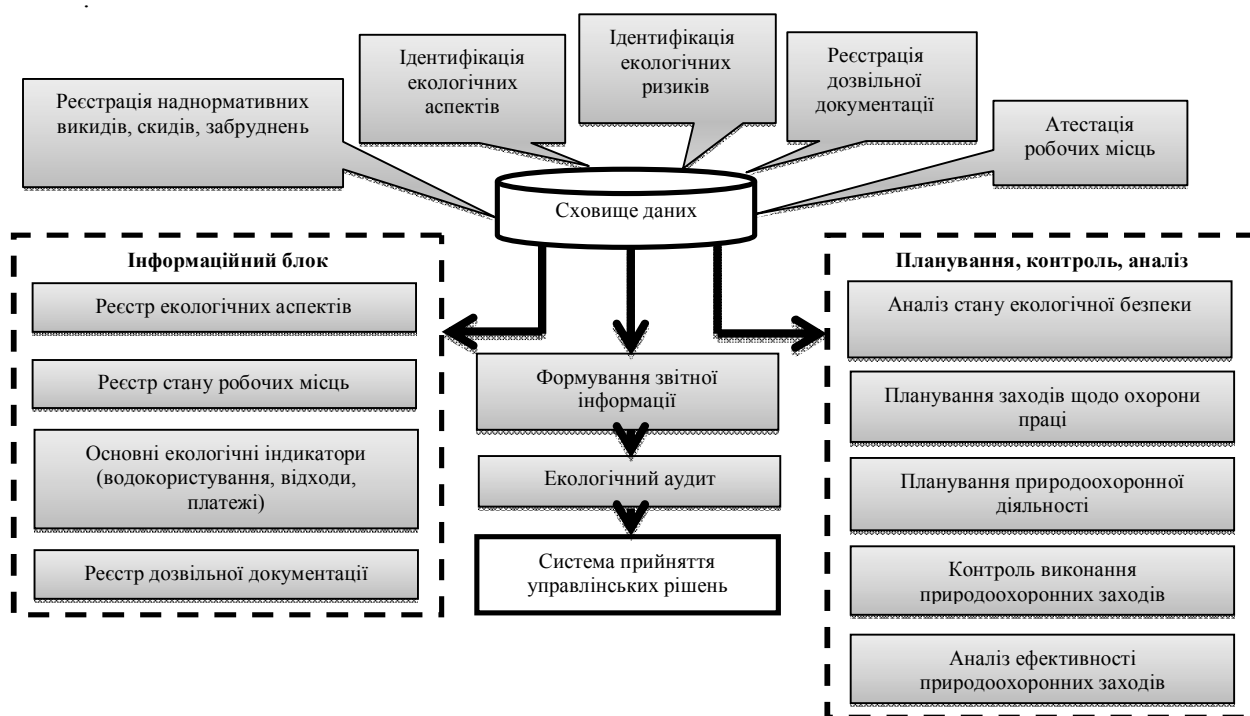 Реєстрація наднормативних
викидів, скидів, забруднень
Ідентифікація
екологічних
аспектів
Ідентифікація
екологічних
ризиків
Реєстрація
дозвільної
документації
Атестація
робочих місць
Сховище даних
Інформаційний блок
Реєстр екологічних аспектів
Реєстр стану робочих місць
Основні екологічні індикатори
(водокористування, відходи,
платежі)
Реєстр дозвільної документації
Формування звітної
інформації
Екологічний аудит
Система прийняття
управлінських рішень
Планування, контроль, аналіз
Аналіз стану екологічної безпеки
Планування заходів щодо охорони
праці
Планування природоохоронної
діяльності
Контроль виконання
природоохоронних заходів
Аналіз ефективності
природоохоронних заходів